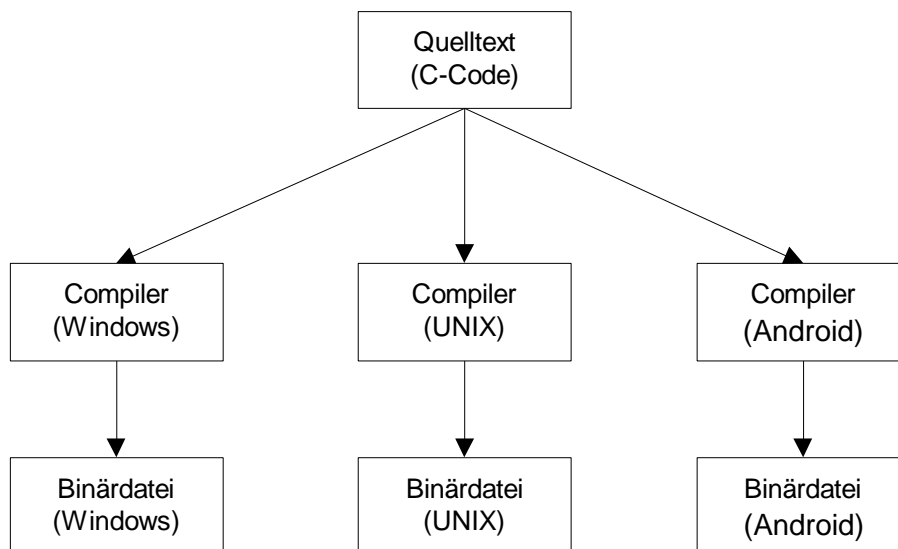 Quelltext
(C-Code)
Compiler
(Windows)
Compiler
(UNIX)
Compiler
(Android)
Binärdatei
(Windows)
Binärdatei
(UNIX)
Binärdatei
(Android)